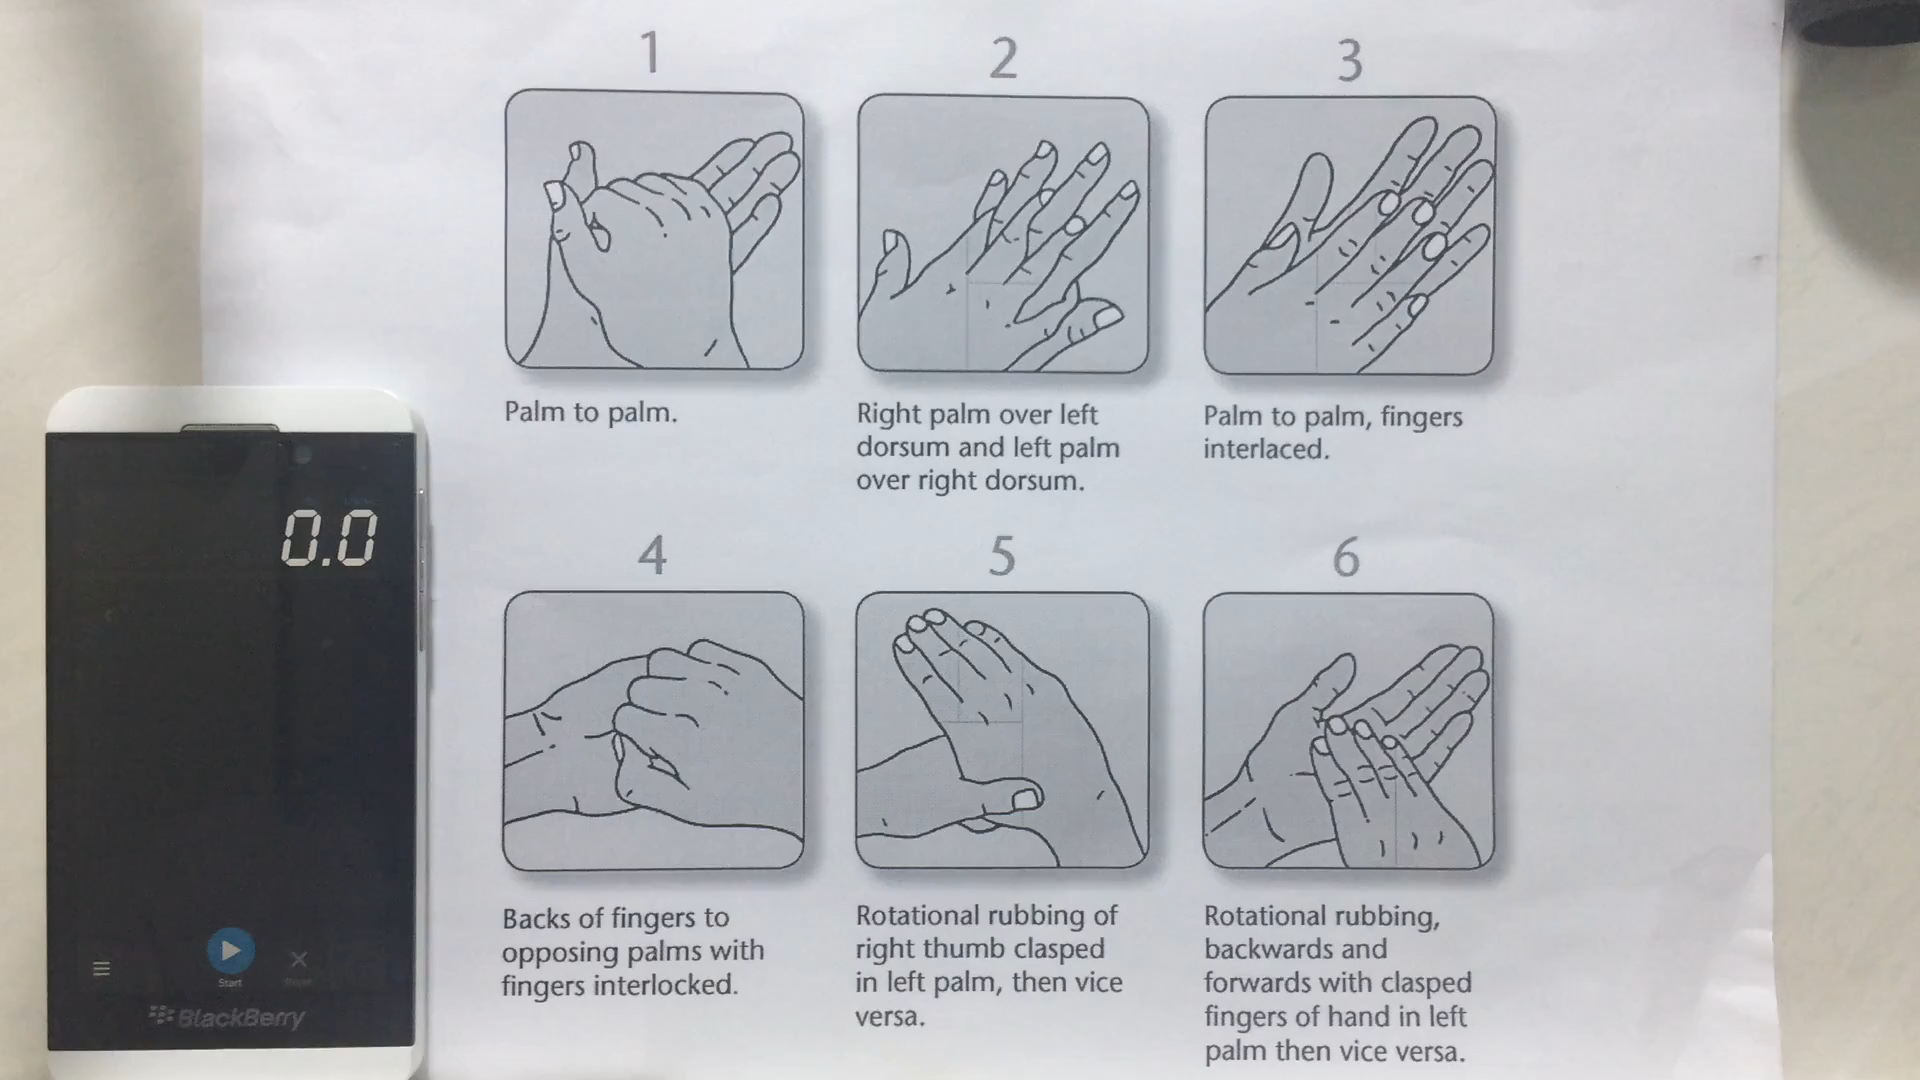 1
2
3
Palm to palm.
Right palm over left
dorsum and left palm
over right dorsum.
Palm to palm, fingers
interlaced.
4
5
6
Backs of fingers to
opposing palms with
fingers interlocked.
Rotational rubbing of
right thumb clasped
in left palm, then vice
versa.
Rotational rubbing,
backwards and
forwards with clasped
fingers of hand in left
palm then vice versa.
0.0
Start
BlackBerry